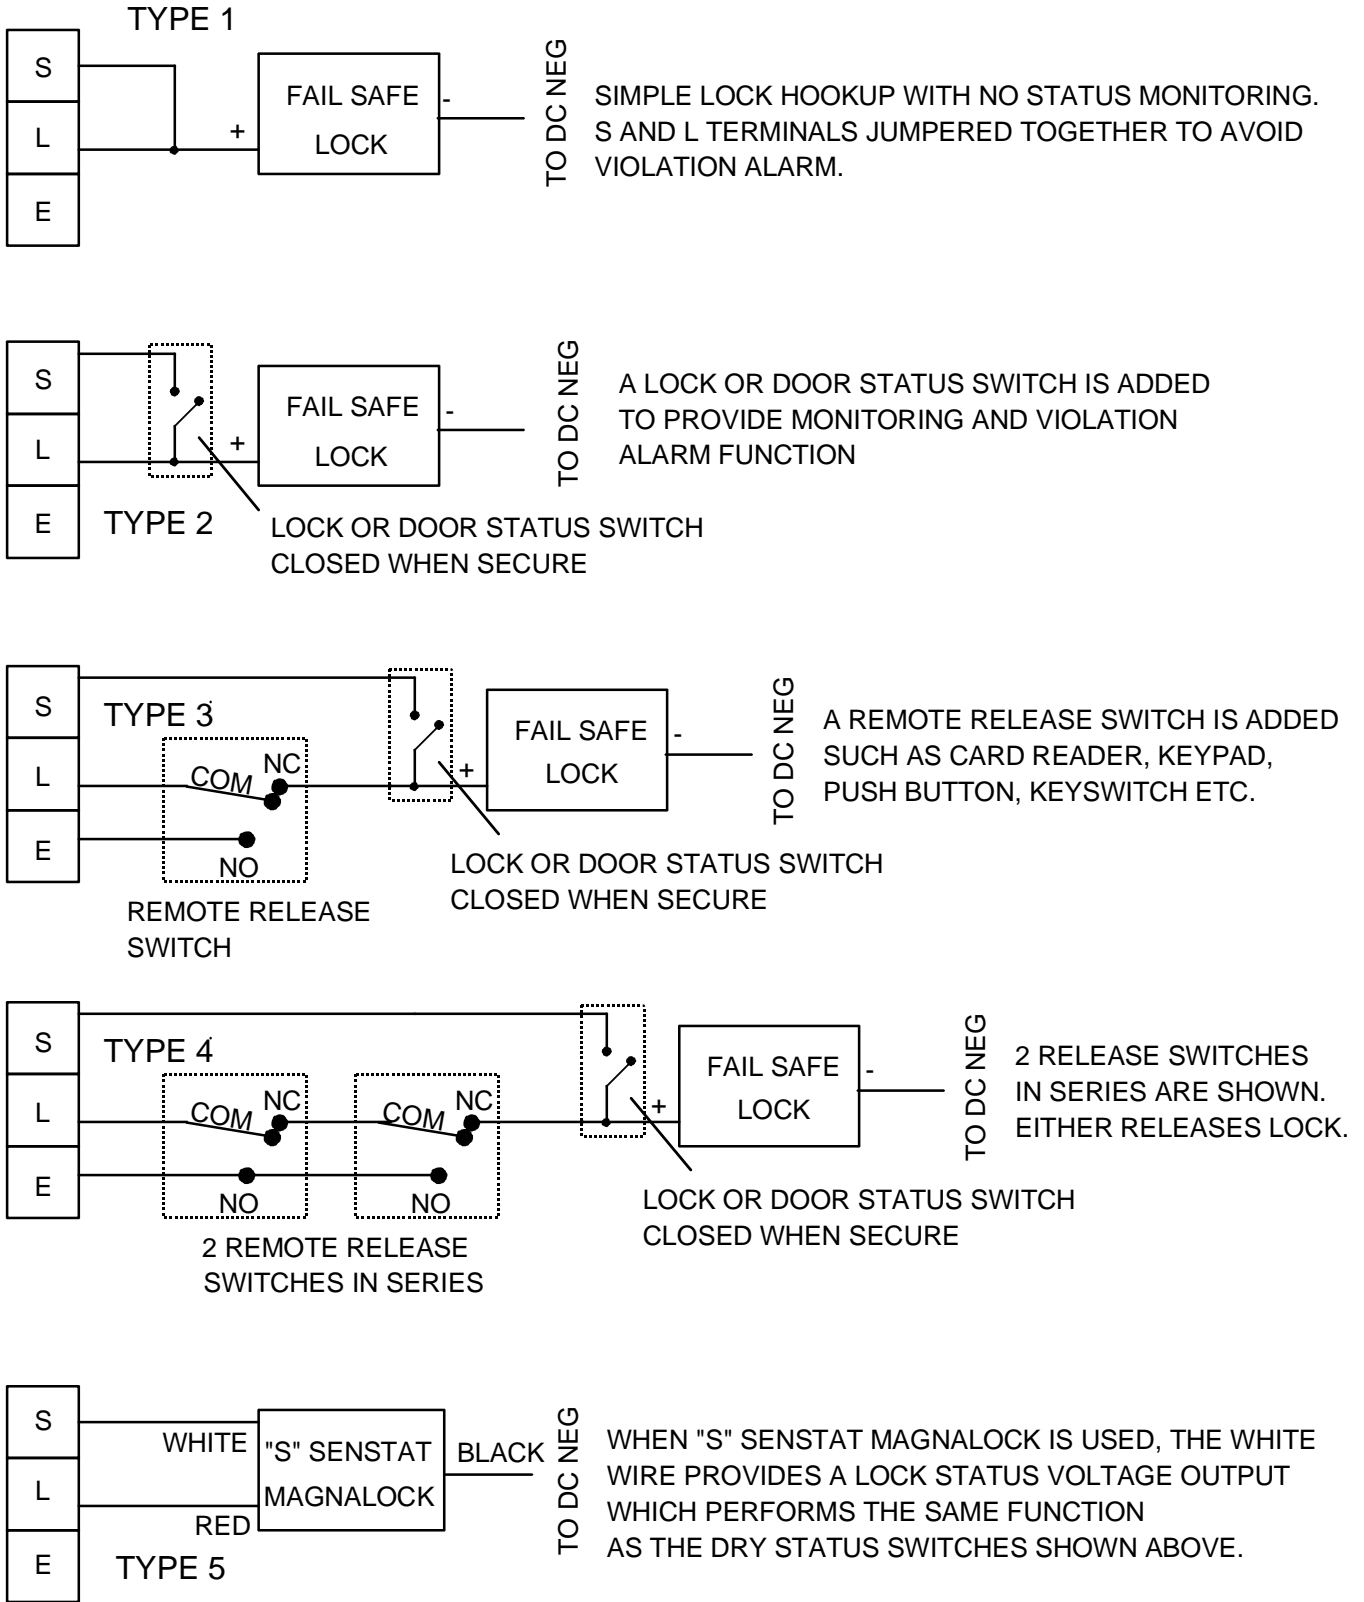 TYPE 1
S
L
E
+
FAIL SAFE
LOCK
-
TO DC NEG
SIMPLE LOCK HOOKUP WITH NO STATUS MONITORING.
S AND L TERMINALS JUMPERED TOGETHER TO AVOID
VIOLATION ALARM.
S
L
E
TYPE 2
+
FAIL SAFE
LOCK
-
TO DC NEG
A LOCK OR DOOR STATUS SWITCH IS ADDED
TO PROVIDE MONITORING AND VIOLATION
ALARM FUNCTION
LOCK OR DOOR STATUS SWITCH
CLOSED WHEN SECURE
S
L
E
TYPE 3
COM
NC
NO
REMOTE RELEASE
SWITCH
+
FAIL SAFE
LOCK
-
TO DC NEG
A REMOTE RELEASE SWITCH IS ADDED
SUCH AS CARD READER, KEYPAD,
PUSH BUTTON, KEYSWITCH ETC.
LOCK OR DOOR STATUS SWITCH
CLOSED WHEN SECURE
S
L
E
TYPE 4
COM
NC
NO
COM
NC
NO
2 REMOTE RELEASE
SWITCHES IN SERIES
+
FAIL SAFE
LOCK
-
TO DC NEG
2 RELEASE SWITCHES
IN SERIES ARE SHOWN.
EITHER RELEASES LOCK.
LOCK OR DOOR STATUS SWITCH
CLOSED WHEN SECURE
S
L
E
WHITE
RED
TYPE 5
"S" SENSTAT
MAGNALOCK
BLACK
TO DC NEG
WHEN "S" SENSTAT MAGNALOCK IS USED, THE WHITE
WIRE PROVIDES A LOCK STATUS VOLTAGE OUTPUT
WHICH PERFORMS THE SAME FUNCTION
AS THE DRY STATUS SWITCHES SHOWN ABOVE.